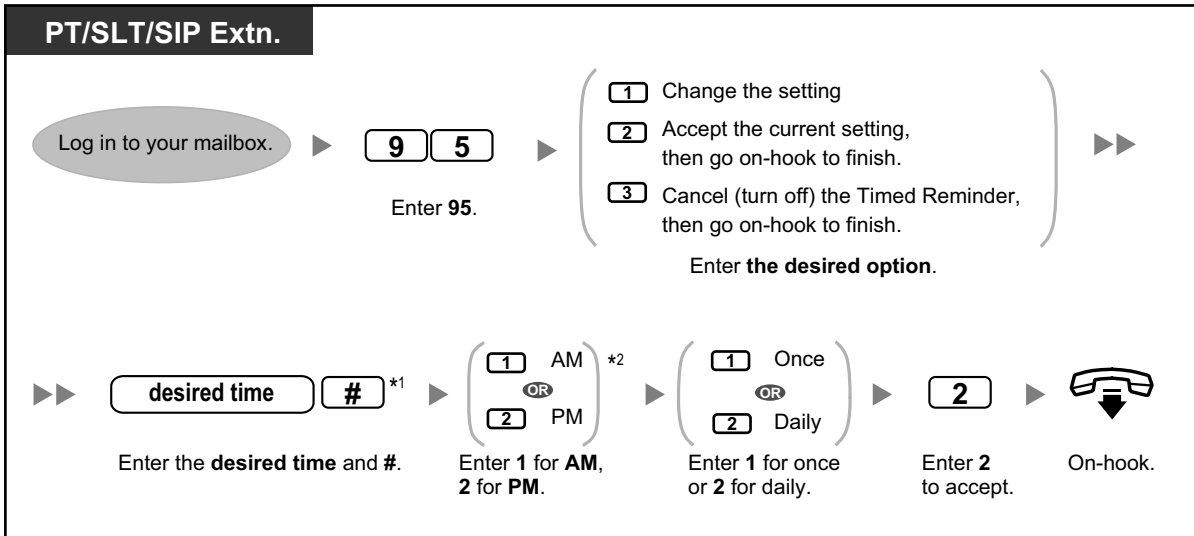 PT/SLT/SIP Extn.
Log in to your mailbox.
9 5
Enter 95.
1 Change the setting
2 Accept the current setting,
then go on-hook to finish.
3 Cancel (turn off) the Timed Reminder,
then go on-hook to finish.
Enter the desired option.
desired time # *1
Enter the desired time and #.
1 AM *2
OR
2 PM
Enter 1 for AM,
2 for PM.
1 Once
OR
2 Daily
Enter 1 for once
or 2 for daily.
2
Enter 2
to accept.
On-hook.